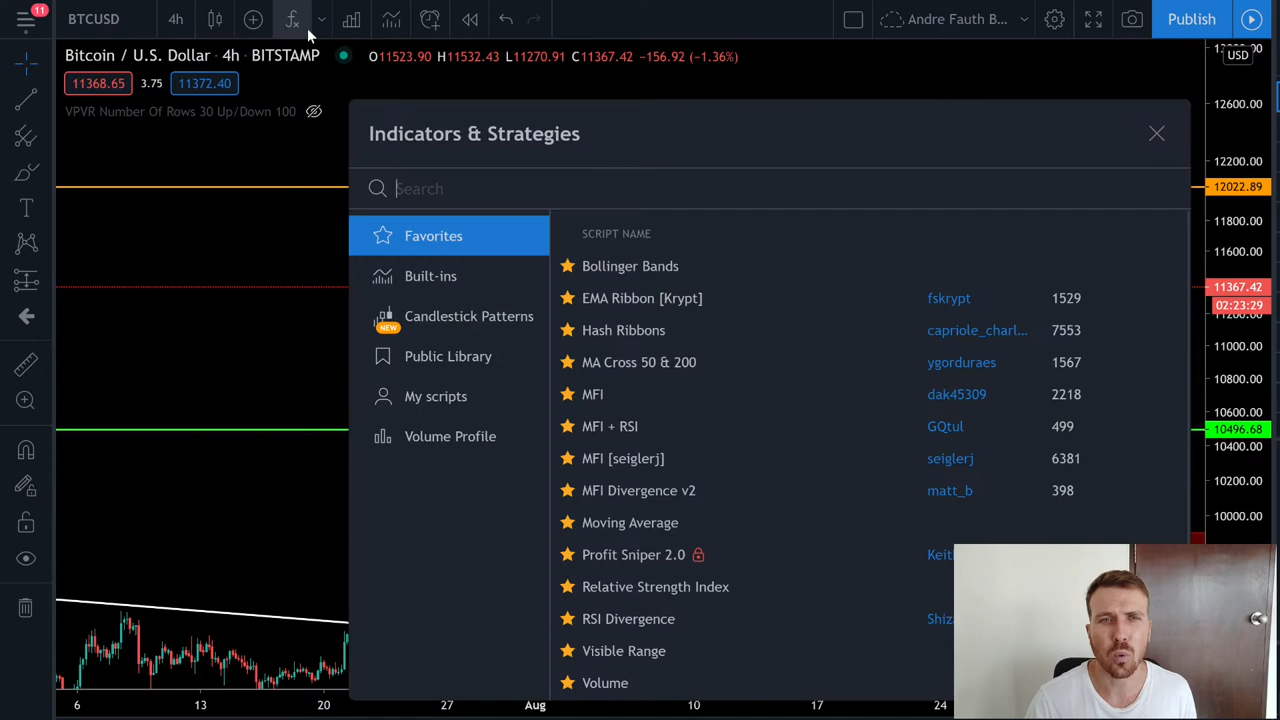 11
BTCUSD
4h
Andre Fauth B...
Publish
Bitcoin / U.S. Dollar · 4h · BITSTAMP
O11523.90 H11532.43 L11270.91 C11367.42 −156.92 (−1.36%)
USD
11368.65 3.75 11372.40
VPVR Number Of Rows 30 Up/Down 100
Indicators & Strategies
Search
Favorites
Built-ins
Candlestick Patterns
NEW
Public Library
My scripts
Volume Profile
SCRIPT NAME
Bollinger Bands
EMA Ribbon [Krypt] fskrypt 1529
Hash Ribbons capriole_charl... 7553
MA Cross 50 & 200 ygorduraes 1567
MFI dak45309 2218
MFI + RSI GQtul 499
MFI [seiglerj] seiglerj 6381
MFI Divergence v2 matt_b 398
Moving Average
Profit Sniper 2.0
Relative Strength Index
RSI Divergence
Visible Range
Volume
12600.00
12200.00
12022.89
11800.00
11600.00
11367.42
02:23:29
11000.00
10800.00
10600.00
10496.68
10400.00
10200.00
10000.00
6 13 20 27 Aug 10 17 24